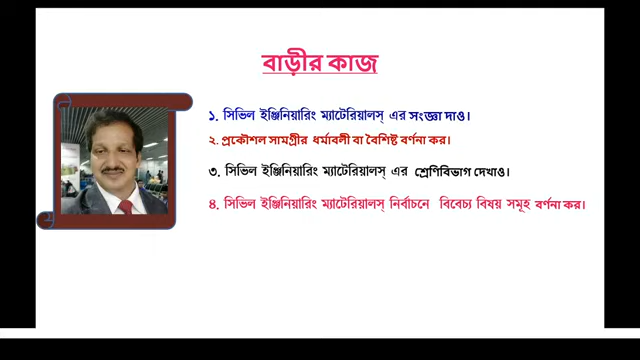 বাড়ীর কাজ
১. সিভিল ইঞ্জিনিয়ারিং ম্যাটেরিয়ালস্ এর সংজ্ঞা দাও।
২. প্রকৌশল সামগ্রীর ধর্মাবলী বা বৈশিষ্ট বর্ণনা কর।
৩. সিভিল ইঞ্জিনিয়ারিং ম্যাটেরিয়ালস্ এর শ্রেণিবিভাগ দেখাও।
৪. সিভিল ইঞ্জিনিয়ারিং ম্যাটেরিয়ালস্ নির্বাচনে বিবেচ্য বিষয় সমূহ বর্ণনা কর।